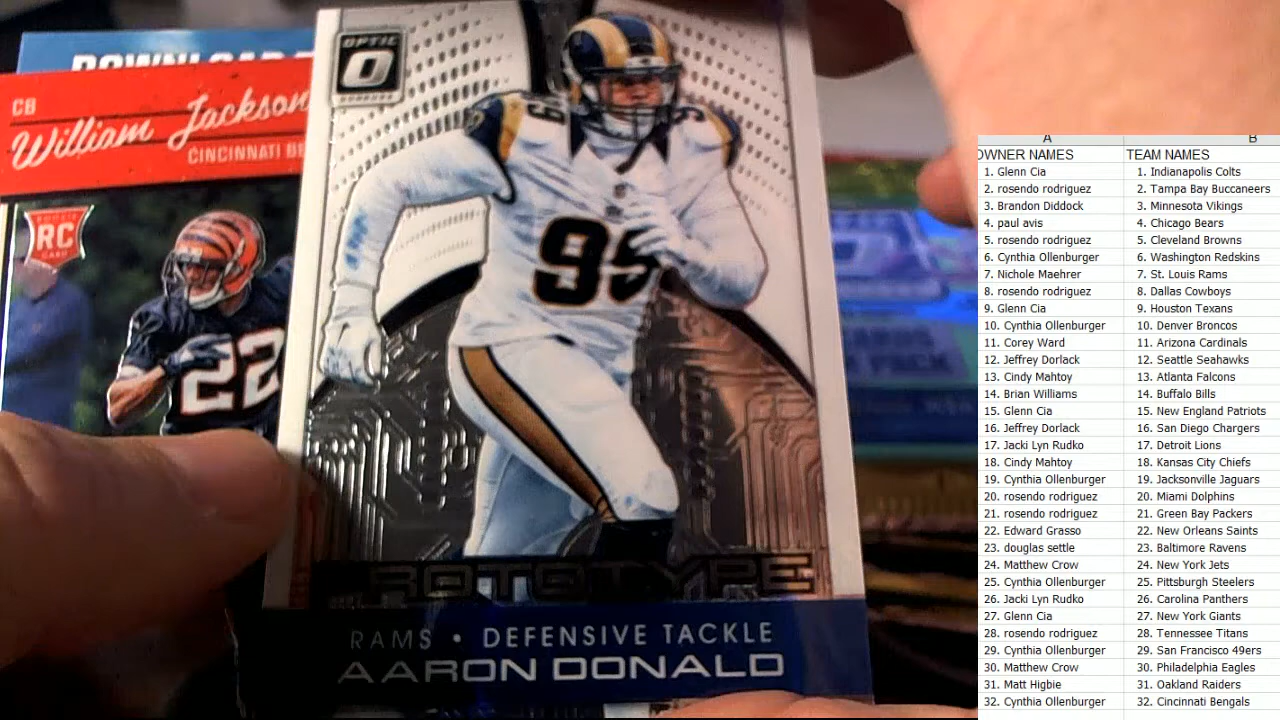 DOWNLOAD
CB
William Jackson
CINCINNATI BE
ROOKIE
RC
CARD
22
OPTIC
O
DONRUSS
99
99
PROTOTYPE
RAMS • DEFENSIVE TACKLE
AARON DONALD
A B
OWNER NAMES TEAM NAMES
1. Glenn Cia 1. Indianapolis Colts
2. rosendo rodriguez 2. Tampa Bay Buccaneers
3. Brandon Diddock 3. Minnesota Vikings
4. paul avis 4. Chicago Bears
5. rosendo rodriguez 5. Cleveland Browns
6. Cynthia Ollenburger 6. Washington Redskins
7. Nichole Maehrer 7. St. Louis Rams
8. rosendo rodriguez 8. Dallas Cowboys
9. Glenn Cia 9. Houston Texans
10. Cynthia Ollenburger 10. Denver Broncos
11. Corey Ward 11. Arizona Cardinals
12. Jeffrey Dorlack 12. Seattle Seahawks
13. Cindy Mahtoy 13. Atlanta Falcons
14. Brian Williams 14. Buffalo Bills
15. Glenn Cia 15. New England Patriots
16. Jeffrey Dorlack 16. San Diego Chargers
17. Jacki Lyn Rudko 17. Detroit Lions
18. Cindy Mahtoy 18. Kansas City Chiefs
19. Cynthia Ollenburger 19. Jacksonville Jaguars
20. rosendo rodriguez 20. Miami Dolphins
21. rosendo rodriguez 21. Green Bay Packers
22. Edward Grasso 22. New Orleans Saints
23. douglas settle 23. Baltimore Ravens
24. Matthew Crow 24. New York Jets
25. Cynthia Ollenburger 25. Pittsburgh Steelers
26. Jacki Lyn Rudko 26. Carolina Panthers
27. Glenn Cia 27. New York Giants
28. rosendo rodriguez 28. Tennessee Titans
29. Cynthia Ollenburger 29. San Francisco 49ers
30. Matthew Crow 30. Philadelphia Eagles
31. Matt Higbie 31. Oakland Raiders
32. Cynthia Ollenburger 32. Cincinnati Bengals